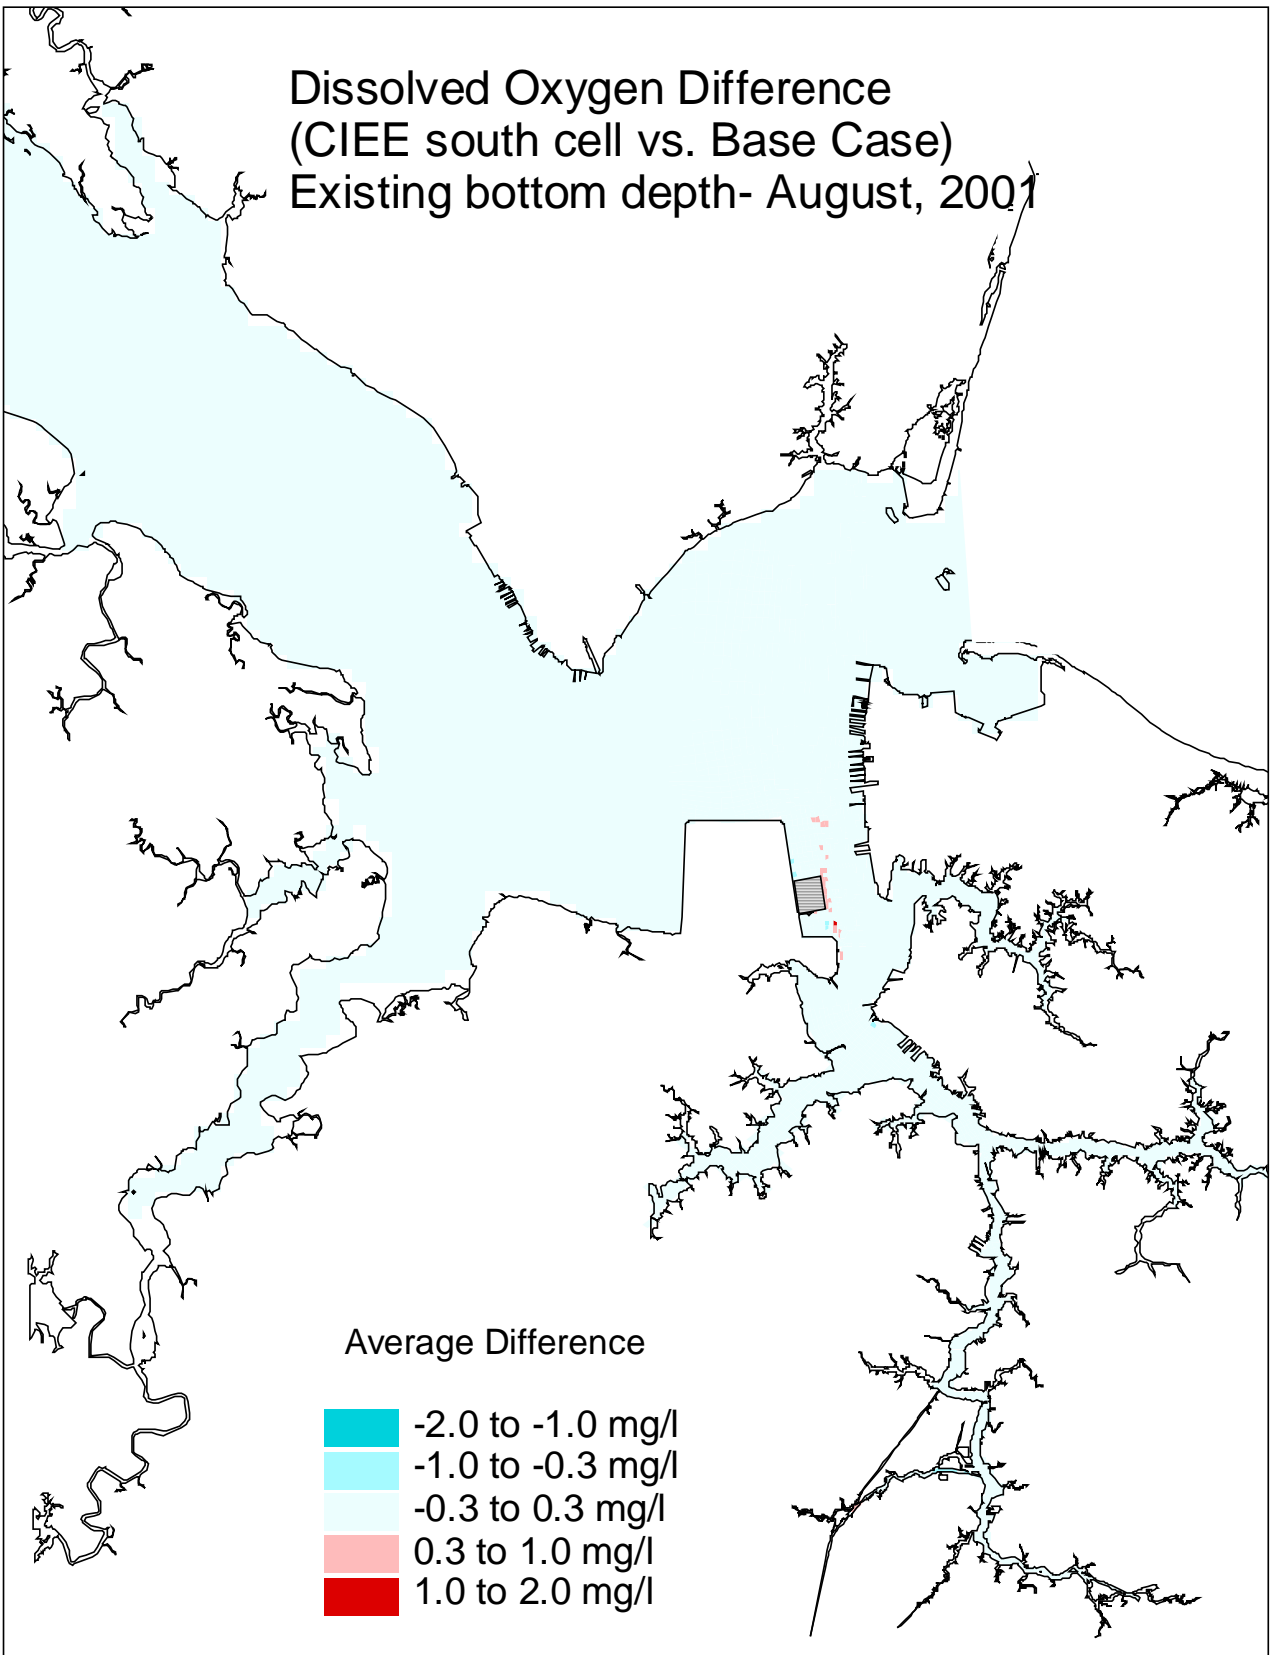 Dissolved Oxygen Difference
(CIEE south cell vs. Base Case)
Existing bottom depth- August, 2001
Average Difference
-2.0 to -1.0 mg/l
-1.0 to -0.3 mg/l
-0.3 to 0.3 mg/l
0.3 to 1.0 mg/l
1.0 to 2.0 mg/l